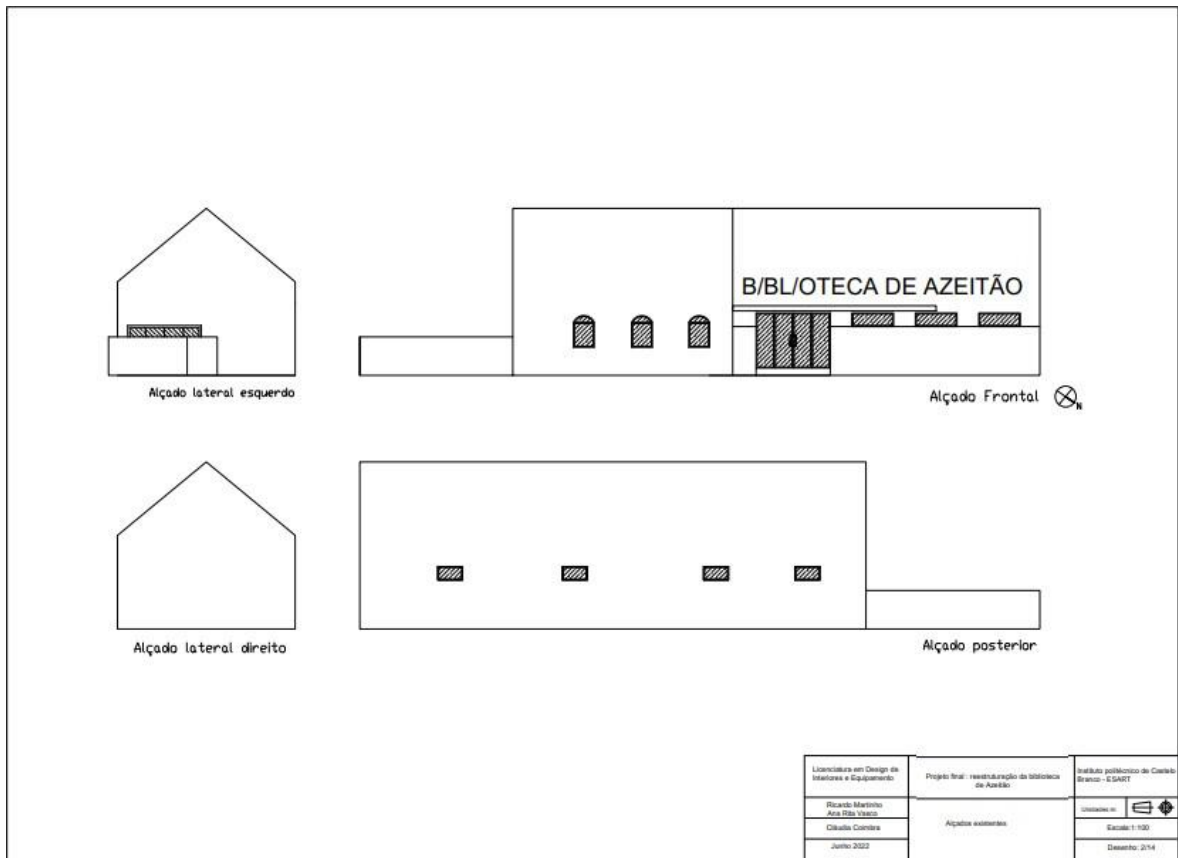 B/BL/OTECA DE AZEITÃO
Alçado lateral esquerdo
Alçado Frontal
N
Alçado lateral direito
Alçado posterior
Licenciatura em Design de
Interiores e Equipamento
Projeto final : reestruturação da biblioteca
de Azeitão
Instituto politécnico de Castelo
Branco - ESART
Ricardo Martinho
Ana Rita Vasco
Cláudia Coimbra
Junho 2022
Alçados existentes
Unidades: m
Escala:1:100
Desenho: 2/14